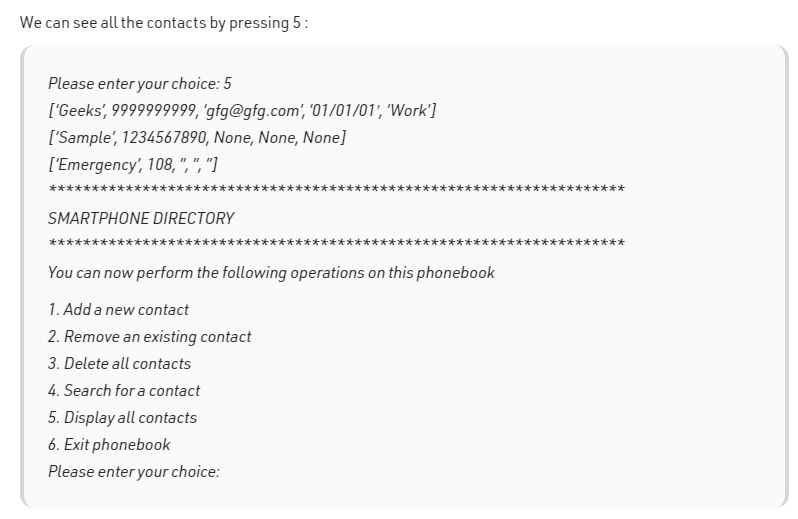 We can see all the contacts by pressing 5 :
Please enter your choice: 5
[‘Geeks’, 9999999999, ‘gfg@gfg.com’, ’01/01/01′, ‘Work’]
[‘Sample’, 1234567890, None, None, None]
[‘Emergency’, 108, ”, ”, ”]
**********************************************************************
SMARTPHONE DIRECTORY
**********************************************************************
You can now perform the following operations on this phonebook
1. Add a new contact
2. Remove an existing contact
3. Delete all contacts
4. Search for a contact
5. Display all contacts
6. Exit phonebook
Please enter your choice: